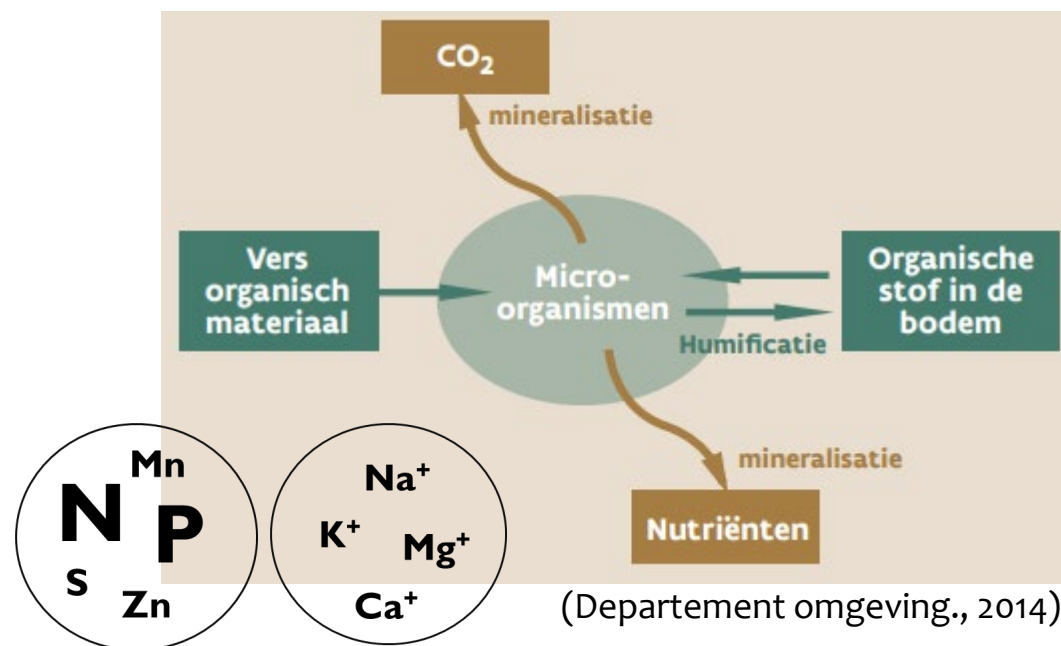 CO₂
mineralisatie
Vers
organisch
materiaal
Micro-
organismen
Organische
stof in de
bodem
Humificatie
mineralisatie
Nutriënten
Mn
N
P
S
Zn
Na⁺
K⁺
Mg⁺
Ca⁺
(Departement omgeving., 2014)